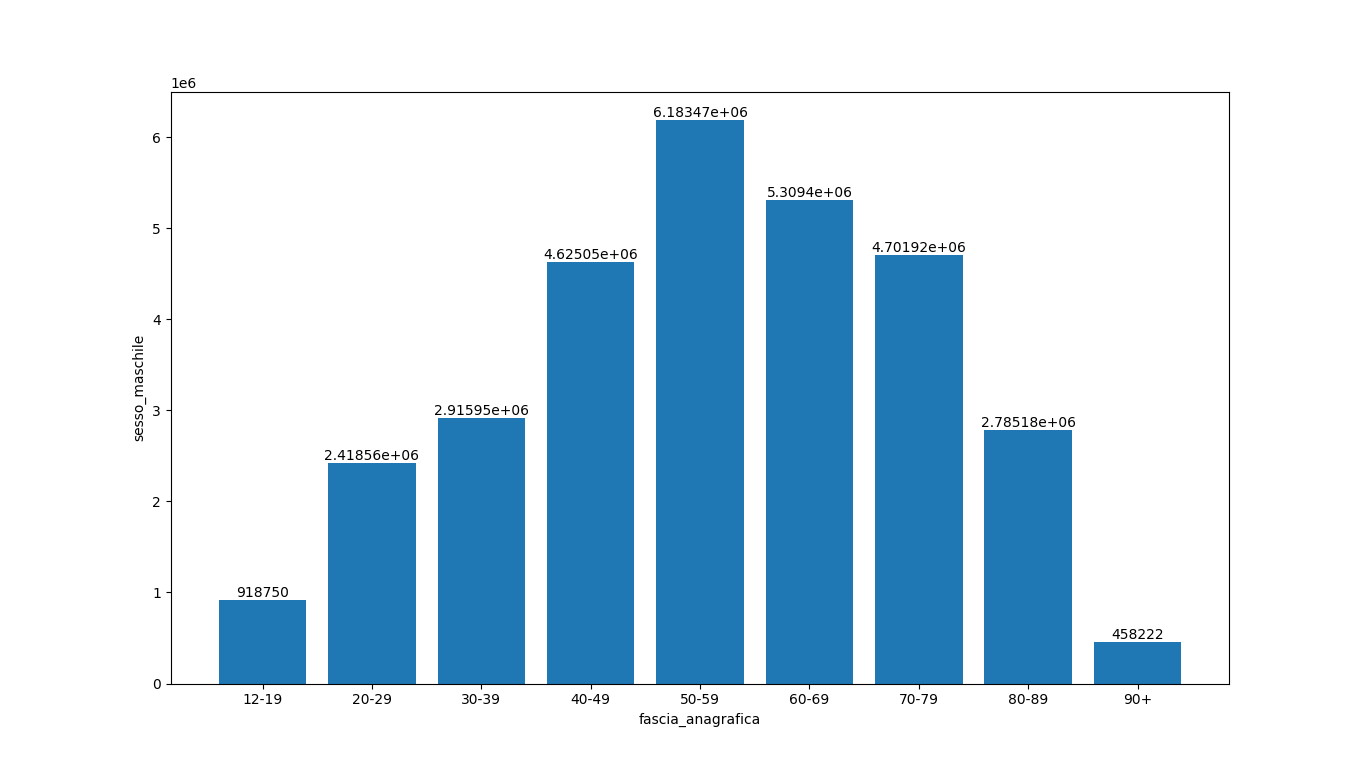 1e6
6.18347e+06
6
5.3094e+06
5
4.70192e+06
4.62505e+06
4
sesso_maschile
3
2.91595e+06
2.78518e+06
2.41856e+06
2
1
918750
458222
0
12-19 20-29 30-39 40-49 50-59 60-69 70-79 80-89 90+
fascia_anagrafica